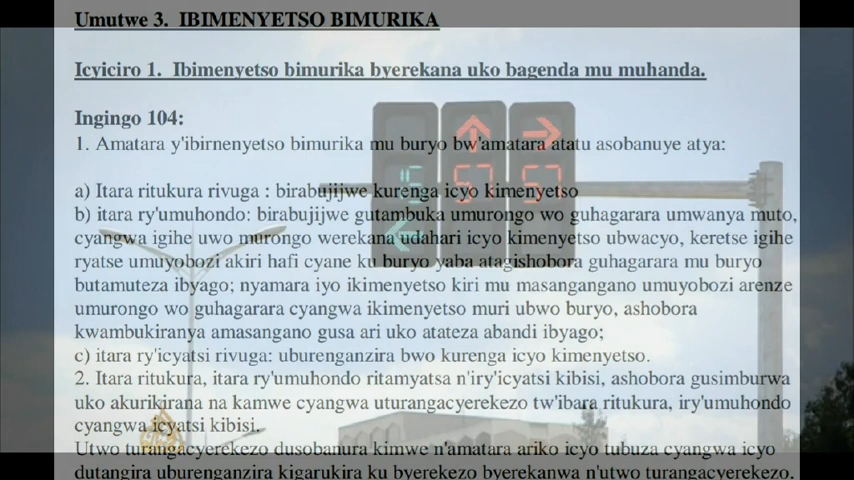 Umutwe 3. IBIMENYETSO BIMURIKA
Icyiciro 1. Ibimenyetso bimurika byerekana uko bagenda mu muhanda.
Ingingo 104:
1. Amatara y'ibirnenyetso bimurika mu buryo bw'amatara atatu asobanuye atya:
a) Itara ritukura rivuga : birabujijwe kurenga icyo kimenyetso
b) itara ry'umuhondo: birabujijwe gutambuka umurongo wo guhagarara umwanya muto,
cyangwa igihe uwo murongo werekana udahari icyo kimenyetso ubwacyo, keretse igihe
ryatse umuyobozi akiri hafi cyane ku buryo yaba atagishobora guhagarara mu buryo
butamuteza ibyago; nyamara iyo ikimenyetso kiri mu masangangano umuyobozi arenze
umurongo wo guhagarara cyangwa ikimenyetso muri ubwo buryo, ashobora
kwambukiranya amasangano gusa ari uko atateza abandi ibyago;
c) itara ry'icyatsi rivuga: uburenganzira bwo kurenga icyo kimenyetso.
2. Itara ritukura, itara ry'umuhondo ritamyatsa n'iry'icyatsi kibisi, ashobora gusimburwa
uko akurikirana na kamwe cyangwa uturangacyerekezo tw'ibara ritukura, iry'umuhondo
cyangwa icyatsi kibisi.
Utwo turangacyerekezo dusobanura kimwe n'amatara ariko icyo tubuza cyangwa icyo
dutangira uburenganzira kigarukira ku byerekezo byerekanwa n'utwo turangacyerekezo.
57
57